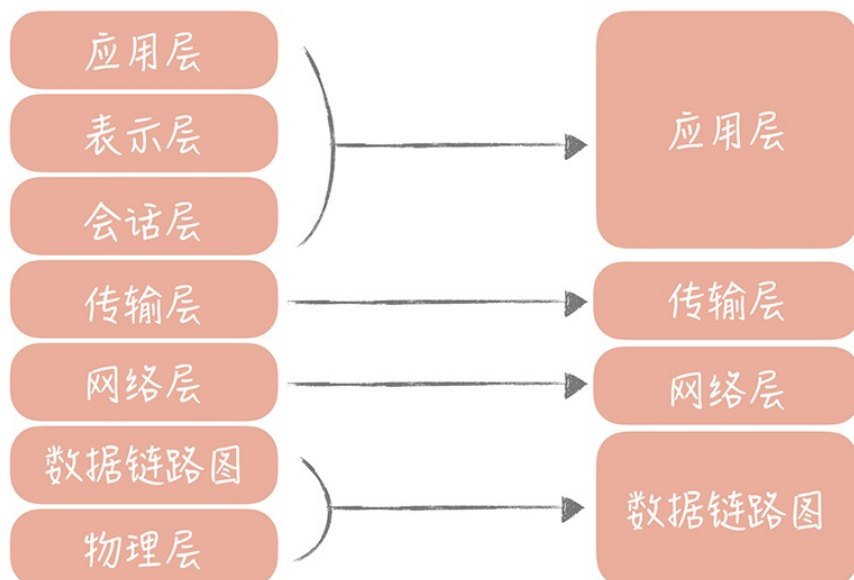 应用层
表示层
会话层
传输层
网络层
数据链路图
物理层
应用层
传输层
网络层
数据链路图